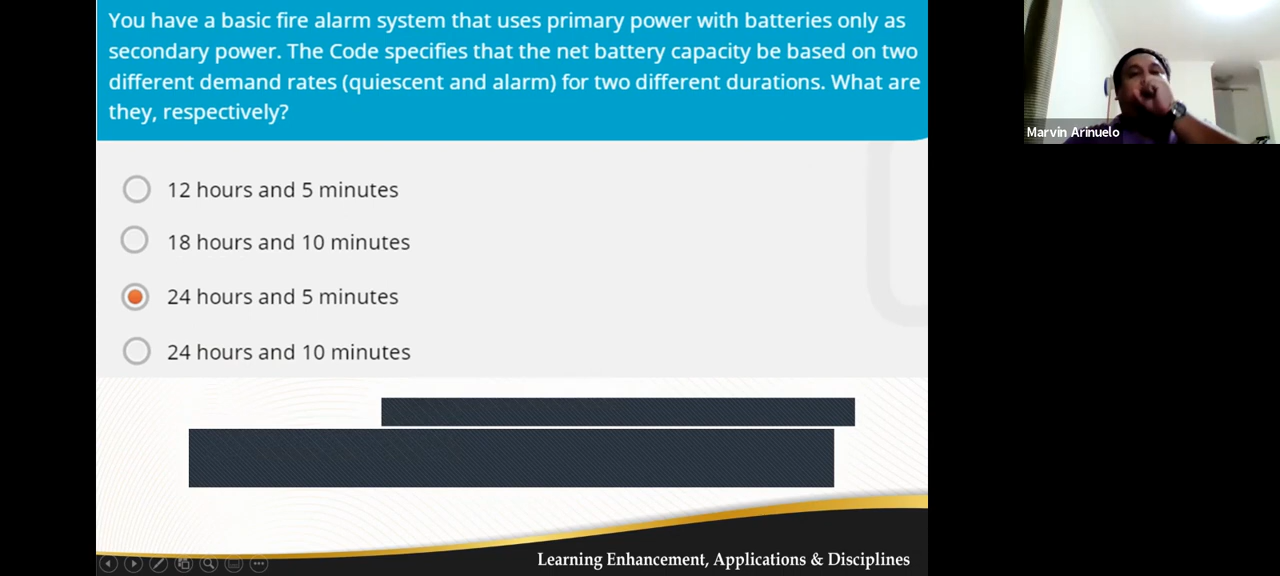 You have a basic fire alarm system that uses primary power with batteries only as
secondary power. The Code specifies that the net battery capacity be based on two
different demand rates (quiescent and alarm) for two different durations. What are
they, respectively?
Marvin Arinuelo
12 hours and 5 minutes
18 hours and 10 minutes
24 hours and 5 minutes
24 hours and 10 minutes
Learning Enhancement, Applications & Disciplines